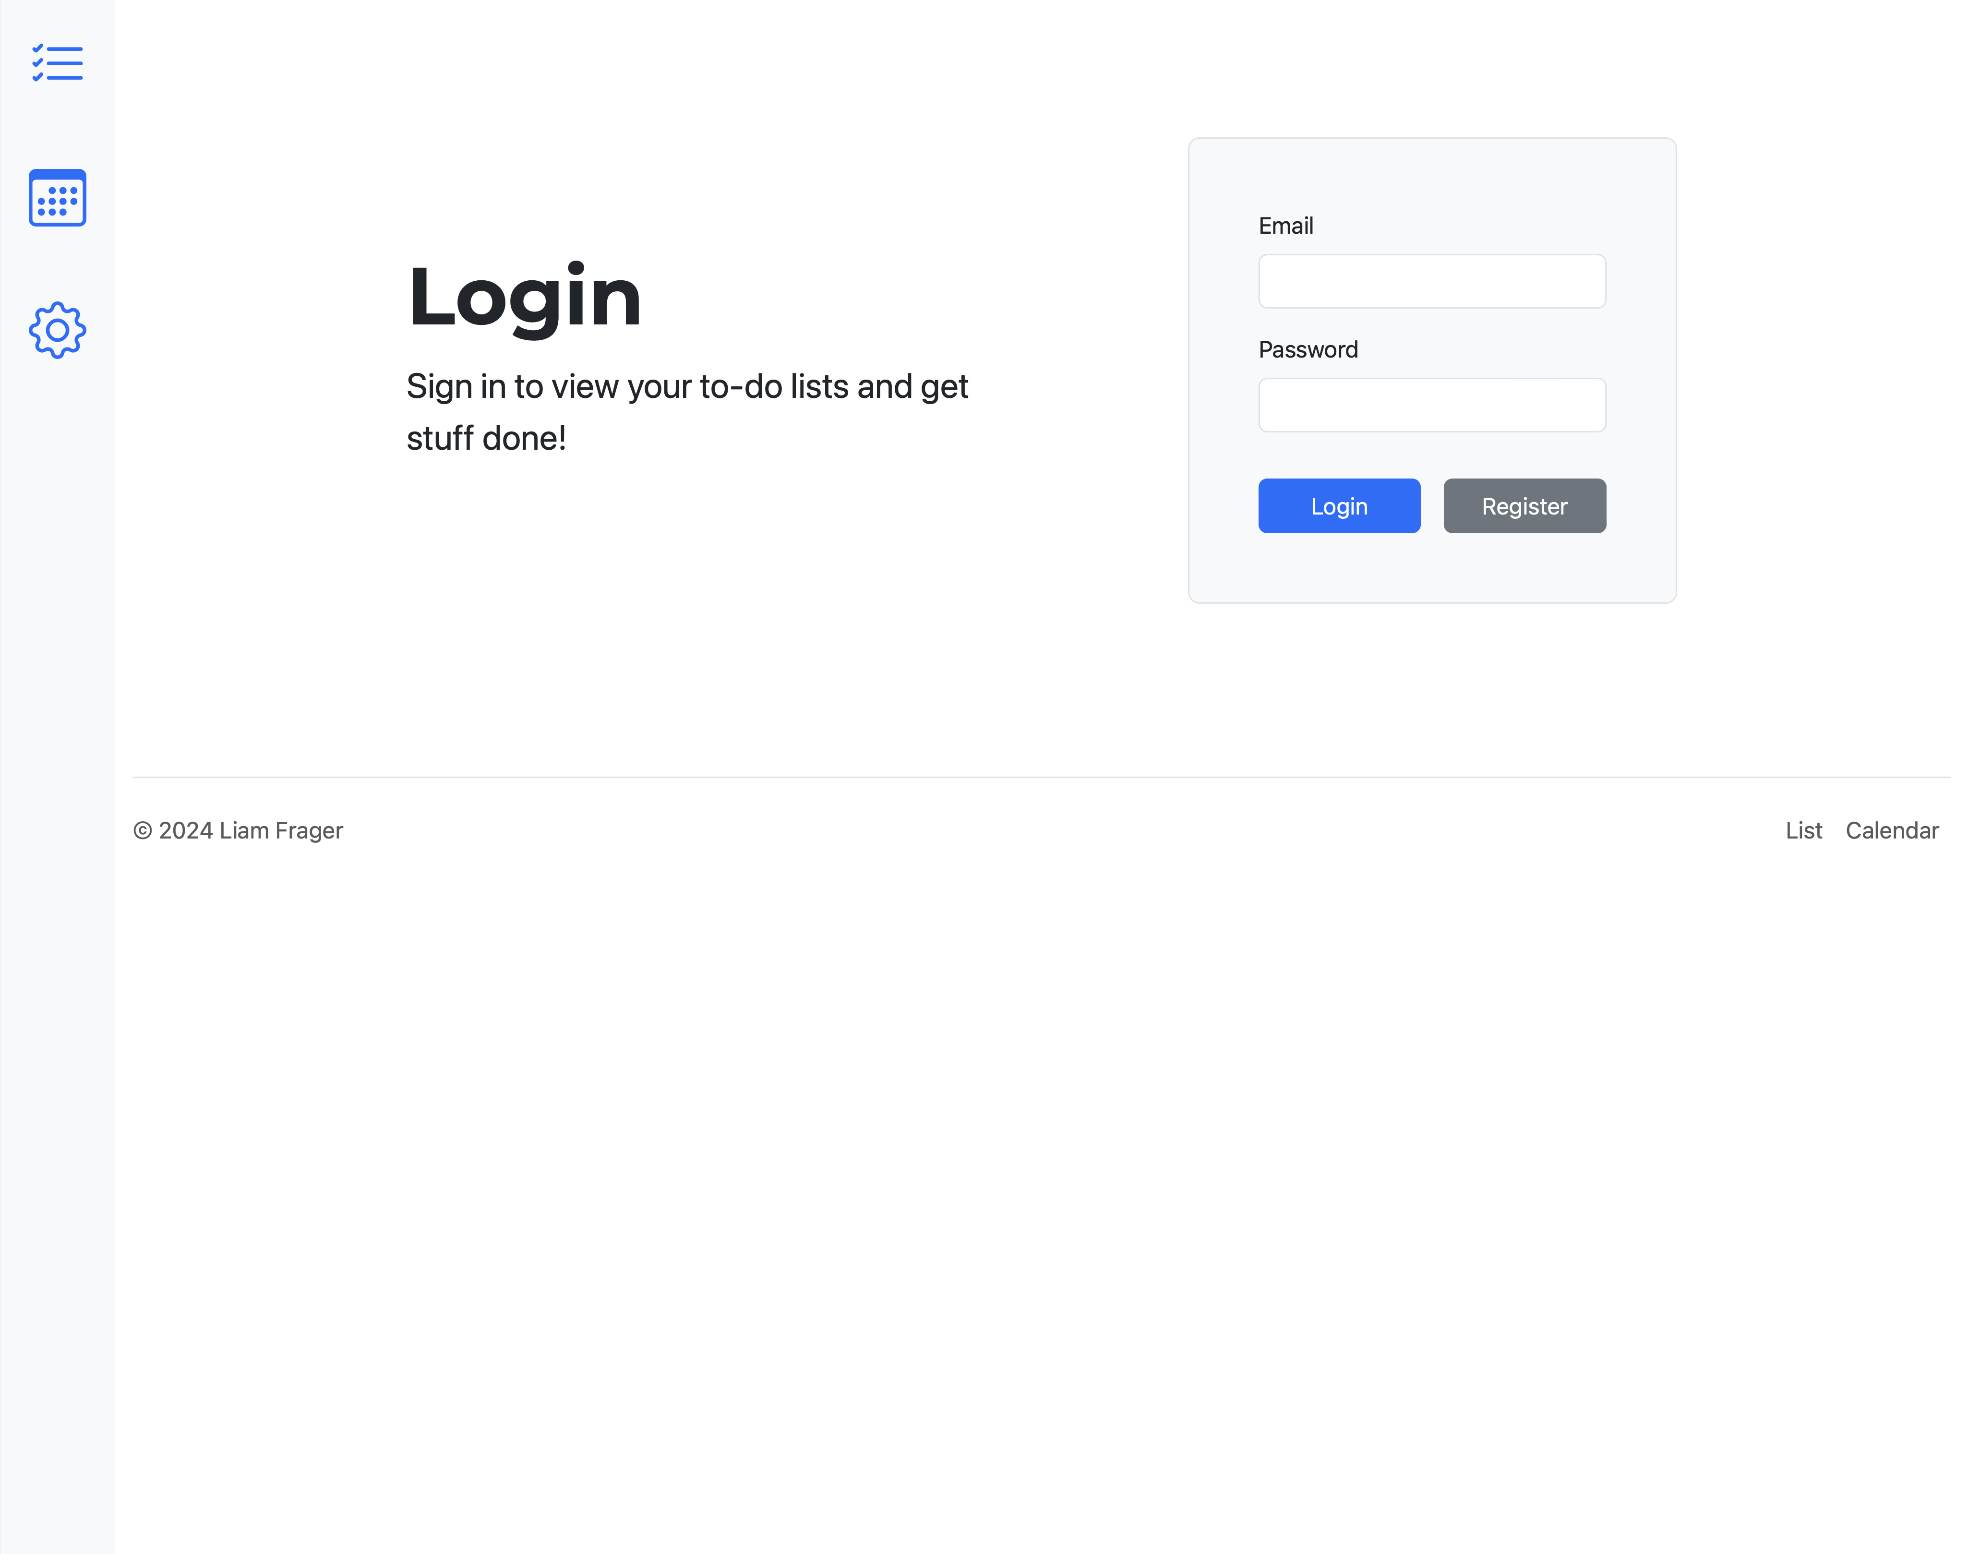 Login
Sign in to view your to-do lists and get
stuff done!
Email
Password
Login Register
© 2024 Liam Frager
List Calendar